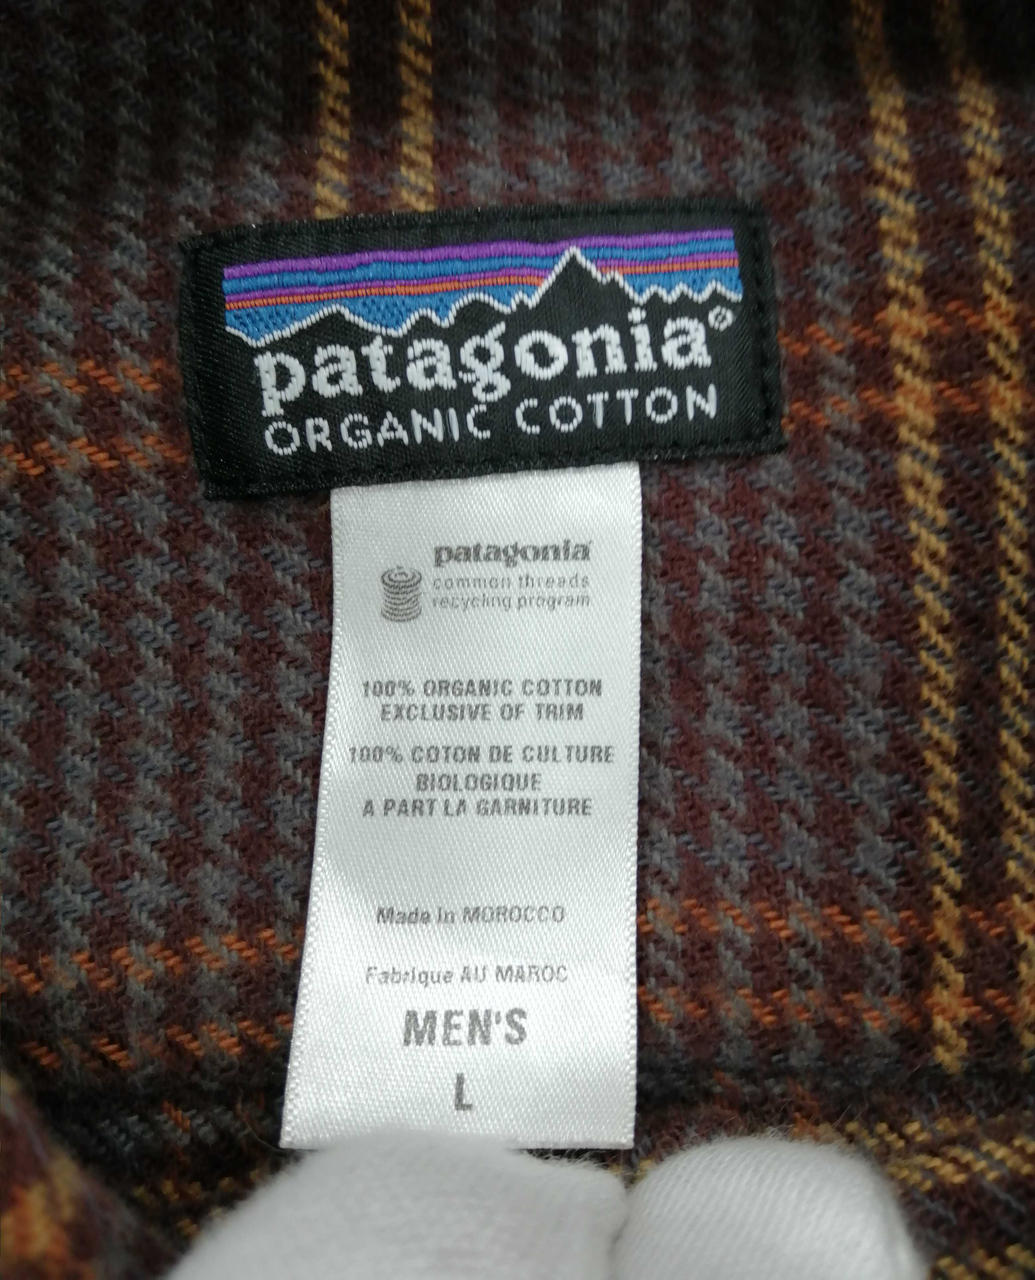 patagonia®
ORGANIC COTTON
patagonia
common threads
recycling program
100% ORGANIC COTTON
EXCLUSIVE OF TRIM
100% COTON DE CULTURE
BIOLOGIQUE
A PART LA GARNITURE
Made in MOROCCO
Fabrique AU MAROC
MEN'S
L